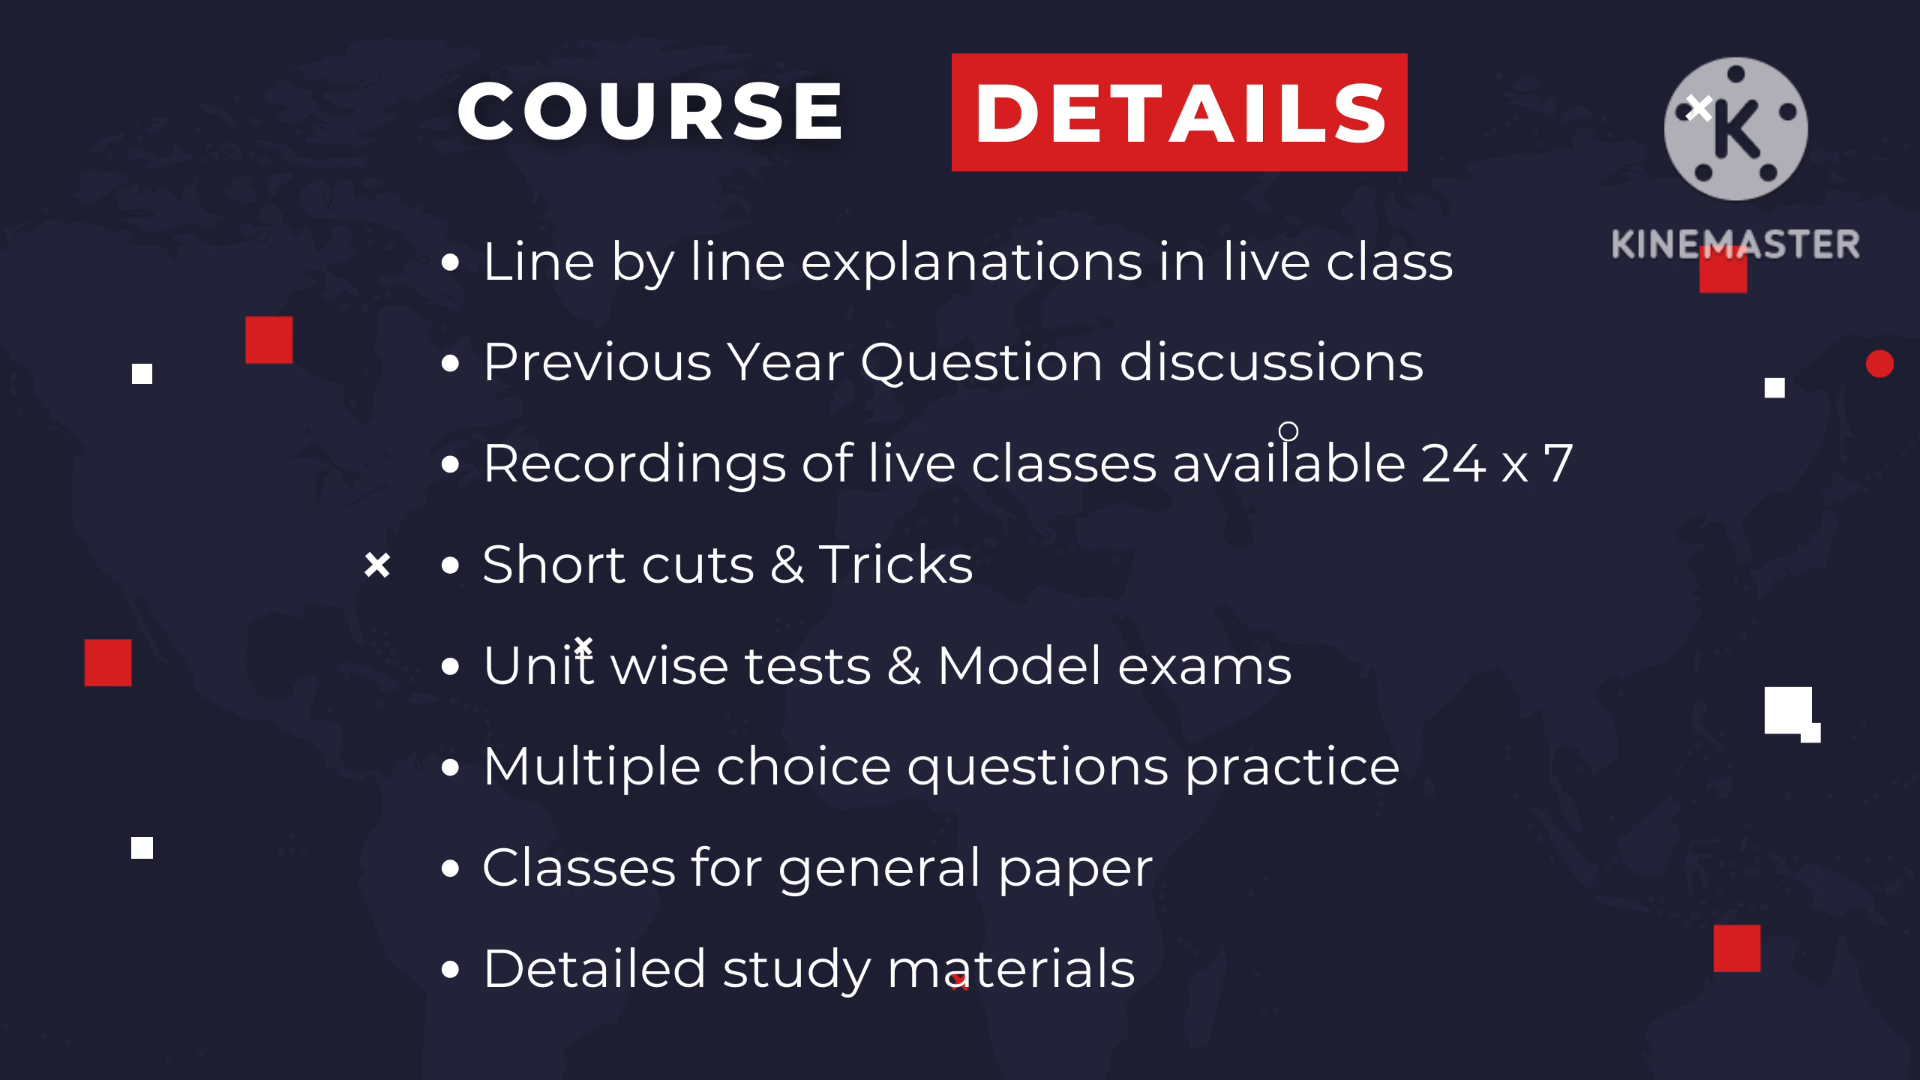 COURSE DETAILS
K
KINEMASTER
• Line by line explanations in live class
• Previous Year Question discussions
• Recordings of live classes available 24 x 7
• Short cuts & Tricks
• Unit wise tests & Model exams
• Multiple choice questions practice
• Classes for general paper
• Detailed study materials